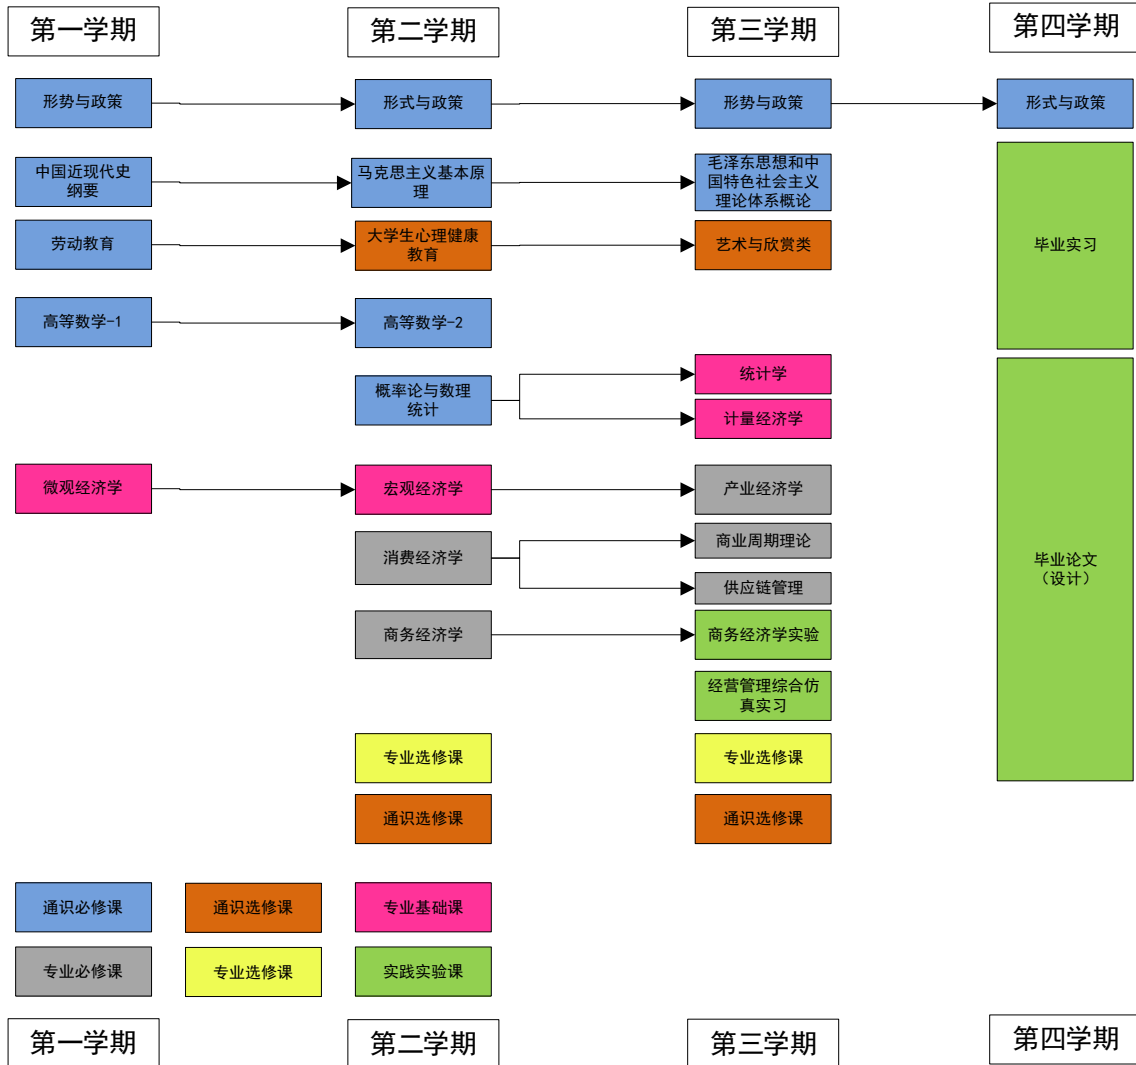 第一学期
第二学期
第三学期
第四学期
形势与政策
形式与政策
形势与政策
形式与政策
中国近现代史
纲要
马克思主义基本原
理
毛泽东思想和中
国特色社会主义
理论体系概论
毕业实习
劳动教育
大学生心理健康
教育
艺术与欣赏类
高等数学-1
高等数学-2
概率论与数理
统计
统计学
计量经济学
毕业论文
（设计）
微观经济学
宏观经济学
产业经济学
消费经济学
商业周期理论
供应链管理
商务经济学
商务经济学实验
经营管理综合仿
真实习
专业选修课
专业选修课
通识选修课
通识选修课
通识必修课
通识选修课
专业基础课
专业必修课
专业选修课
实践实验课
第一学期
第二学期
第三学期
第四学期